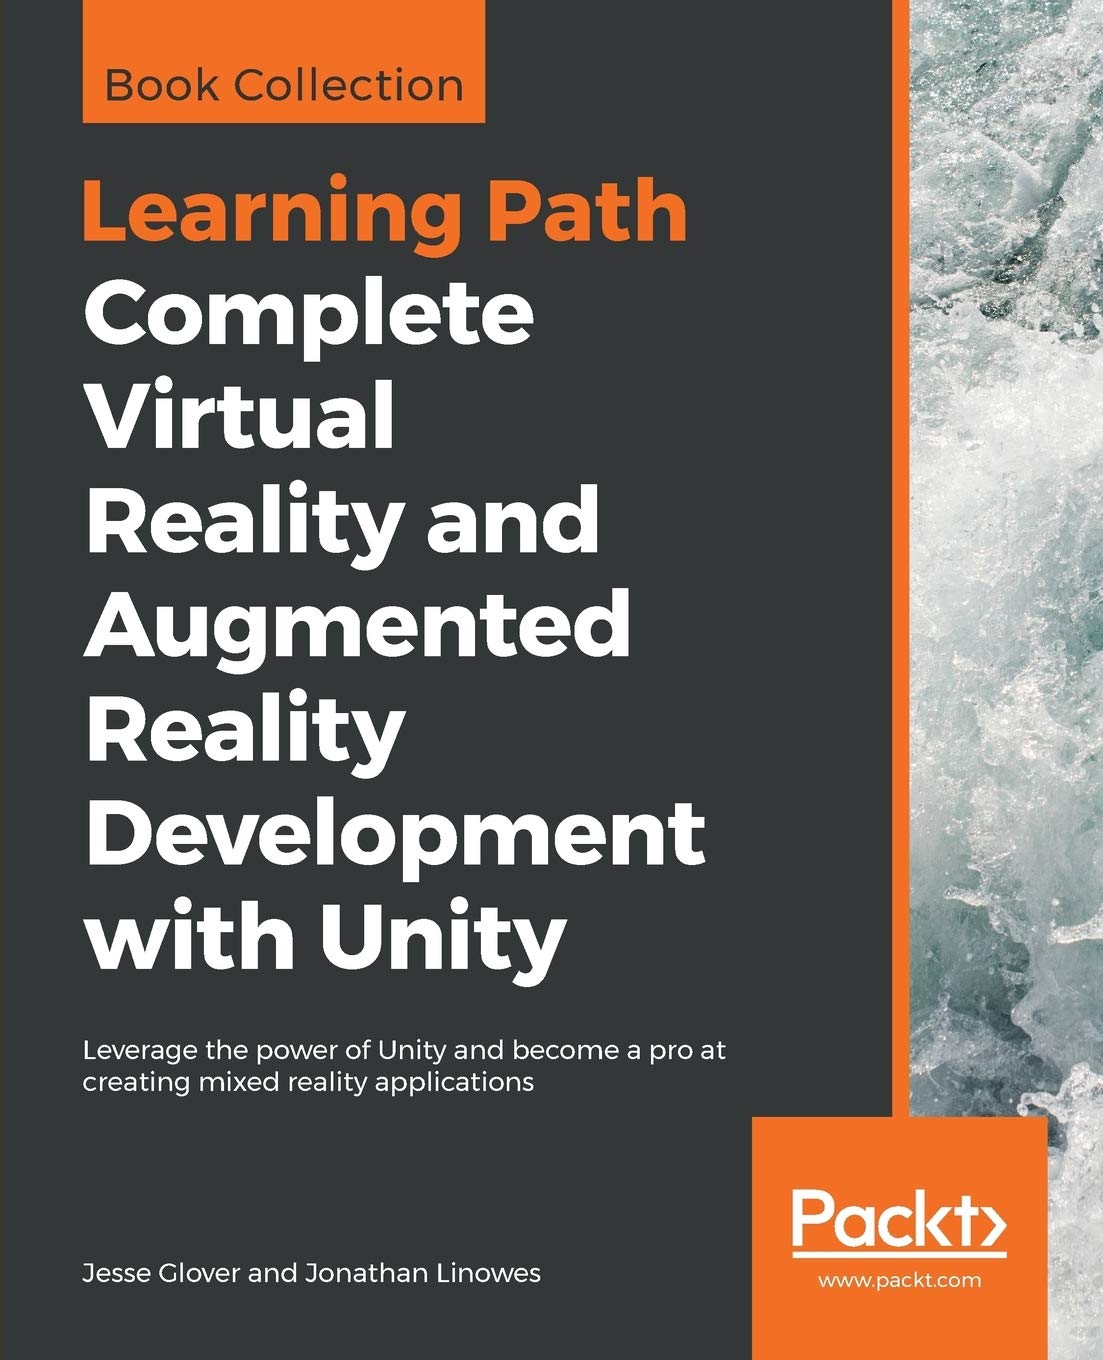 Book Collection
Learning Path
Complete
Virtual
Reality and
Augmented
Reality
Development
with Unity
Leverage the power of Unity and become a pro at
creating mixed reality applications
Jesse Glover and Jonathan Linowes
Packt>
www.packt.com